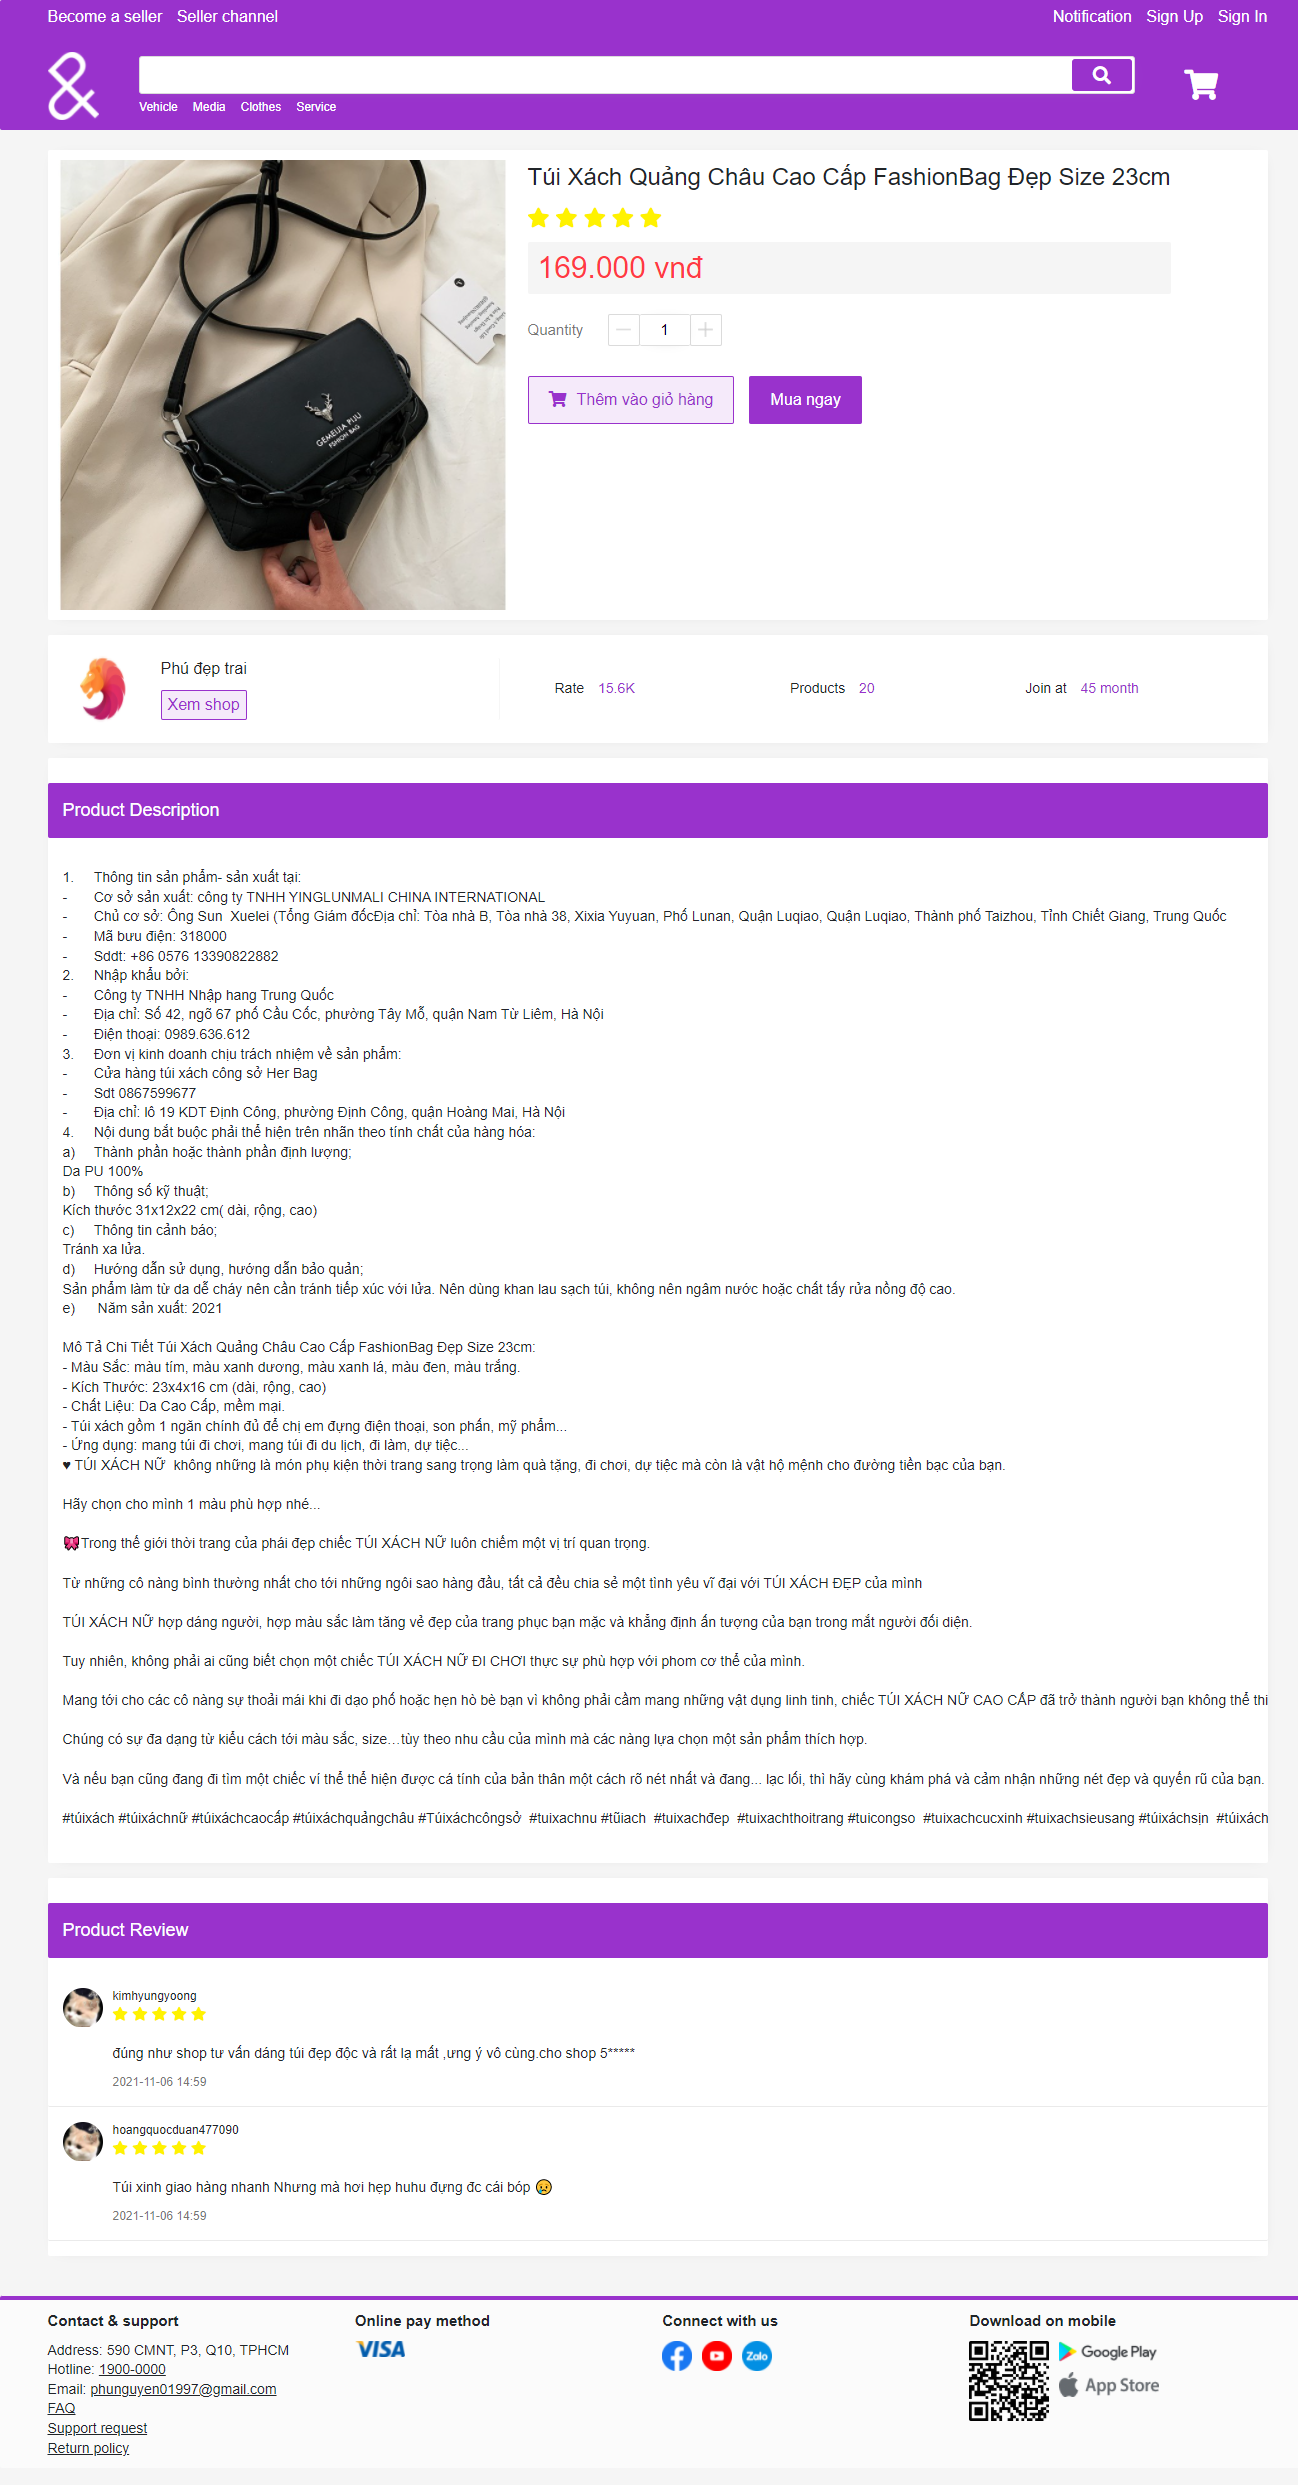 Become a seller Seller channel Notification Sign Up Sign In
&
Vehicle Media Clothes Service
Túi Xách Quảng Châu Cao Cấp FashionBag Đẹp Size 23cm
169.000 vnđ
Quantity 1
Thêm vào giỏ hàng Mua ngay
GEMEIJIA PIJU
FSHION BAG
Phú đẹp trai
Xem shop
Rate 15.6K Products 20 Join at 45 month
Product Description
1. Thông tin sản phẩm- sản xuất tại:
- Cơ sở sản xuất: công ty TNHH YINGLUNMALI CHINA INTERNATIONAL
- Chủ cơ sở: Ông Sun Xuelei (Tổng Giám đốcĐịa chỉ: Tòa nhà B, Tòa nhà 38, Xixia Yuyuan, Phố Lunan, Quận Luqiao, Quận Luqiao, Thành phố Taizhou, Tỉnh Chiết Giang, Trung Quốc
- Mã bưu điện: 318000
- Sddt: +86 0576 13390822882
2. Nhập khẩu bởi:
- Công ty TNHH Nhập hang Trung Quốc
- Địa chỉ: Số 42, ngõ 67 phố Cầu Cốc, phường Tây Mỗ, quận Nam Từ Liêm, Hà Nội
- Điện thoại: 0989.636.612
3. Đơn vị kinh doanh chịu trách nhiệm về sản phẩm:
- Cửa hàng túi xách công sở Her Bag
- Sdt 0867599677
- Địa chỉ: lô 19 KDT Định Công, phường Định Công, quận Hoàng Mai, Hà Nội
4. Nội dung bắt buộc phải thể hiện trên nhãn theo tính chất của hàng hóa:
a) Thành phần hoặc thành phần định lượng;
Da PU 100%
b) Thông số kỹ thuật;
Kích thước 31x12x22 cm( dài, rộng, cao)
c) Thông tin cảnh báo;
Tránh xa lửa.
d) Hướng dẫn sử dụng, hướng dẫn bảo quản;
Sản phẩm làm từ da dễ cháy nên cần tránh tiếp xúc với lửa. Nên dùng khan lau sạch túi, không nên ngâm nước hoặc chất tẩy rửa nồng độ cao.
e) Năm sản xuất: 2021
Mô Tả Chi Tiết Túi Xách Quảng Châu Cao Cấp FashionBag Đẹp Size 23cm:
- Màu Sắc: màu tím, màu xanh dương, màu xanh lá, màu đen, màu trắng.
- Kích Thước: 23x4x16 cm (dài, rộng, cao)
- Chất Liệu: Da Cao Cấp, mềm mại.
- Túi xách gồm 1 ngăn chính đủ để chị em đựng điện thoại, son phấn, mỹ phẩm...
- Ứng dụng: mang túi đi chơi, mang túi đi du lịch, đi làm, dự tiệc...
♥ TÚI XÁCH NỮ không những là món phụ kiện thời trang sang trọng làm quà tặng, đi chơi, dự tiệc mà còn là vật hộ mệnh cho đường tiền bạc của bạn.
Hãy chọn cho mình 1 màu phù hợp nhé...
🎀Trong thế giới thời trang của phái đẹp chiếc TÚI XÁCH NỮ luôn chiếm một vị trí quan trọng.
Từ những cô nàng bình thường nhất cho tới những ngôi sao hàng đầu, tất cả đều chia sẻ một tình yêu vĩ đại với TÚI XÁCH ĐẸP của mình
TÚI XÁCH NỮ hợp dáng người, hợp màu sắc làm tăng vẻ đẹp của trang phục bạn mặc và khẳng định ấn tượng của bạn trong mắt người đối diện.
Tuy nhiên, không phải ai cũng biết chọn một chiếc TÚI XÁCH NỮ ĐI CHƠI thực sự phù hợp với phom cơ thể của mình.
Mang tới cho các cô nàng sự thoải mái khi đi dạo phố hoặc hẹn hò bè bạn vì không phải cầm mang những vật dụng linh tinh, chiếc TÚI XÁCH NỮ CAO CẤP đã trở thành người bạn không thể thi
Chúng có sự đa dạng từ kiểu cách tới màu sắc, size…tùy theo nhu cầu của mình mà các nàng lựa chọn một sản phẩm thích hợp.
Và nếu bạn cũng đang đi tìm một chiếc ví thể thể hiện được cá tính của bản thân một cách rõ nét nhất và đang... lạc lối, thì hãy cùng khám phá và cảm nhận những nét đẹp và quyến rũ của bạn.
#túixách #túixáchnữ #túixáchcaocấp #túixáchquảngchâu #Túixáchcôngsở #tuixachnu #tũiach #tuixachđẹp #tuixachthoitrang #tuicongso #tuixachcucxinh #tuixachsieusang #túixáchsịn #túixách
Product Review
kimhyungyoong
đúng như shop tư vấn dáng túi đẹp độc và rất lạ mất ,ưng ý vô cùng.cho shop 5*****
2021-11-06 14:59
hoangquocduan477090
Túi xinh giao hàng nhanh Nhưng mà hơi hẹp huhu đựng đc cái bóp 😥
2021-11-06 14:59
Contact & support Online pay method Connect with us Download on mobile
Address: 590 CMNT, P3, Q10, TPHCM
Hotline: 1900-0000
Email: phunguyen01997@gmail.com
FAQ
Support request
Return policy
VISA
Zalo
Google Play
App Store